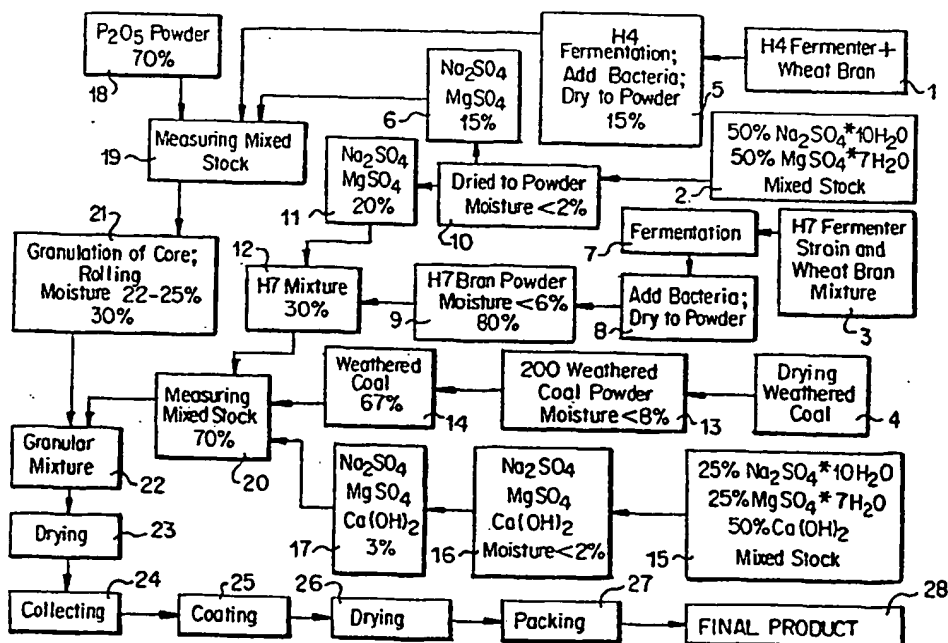 P2O5 Powder
70%
18
Na2SO4
MgSO4
15%
6
H4
Fermentation;
Add Bacteria;
Dry to Powder
15%
5
H4 Fermenter+
Wheat Bran
1
Measuring Mixed
Stock
19
Na2SO4
MgSO4
20%
11
Dried to Powder
Moisture <2%
10
50% Na2SO4*10H2O
50% MgSO4*7H2O
Mixed Stock
2
21
Granulation of Core;
Rolling
Moisture 22-25%
30%
12
H7 Mixture
30%
H7 Bran Powder
Moisture <6%
80%
9
7
Fermentation
Add Bacteria;
Dry to Powder
8
H7 Fermenter
Strain and
Wheat Bran
Mixture
3
Measuring
Mixed Stock
70%
20
Weathered
Coal
67%
14
200 Weathered
Coal Powder
Moisture <8%
13
Drying
Weathered
Coal
4
Granular
Mixture
22
Na2SO4
MgSO4
Ca(OH)2
3%
17
Na2SO4
MgSO4
Ca(OH)2
Moisture <2%
16
25% Na2SO4*10H2O
25% MgSO4*7H2O
50% Ca(OH)2
Mixed Stock
15
Drying
23
24
Collecting
25
Coating
26
Drying
27
Packing
28
FINAL PRODUCT